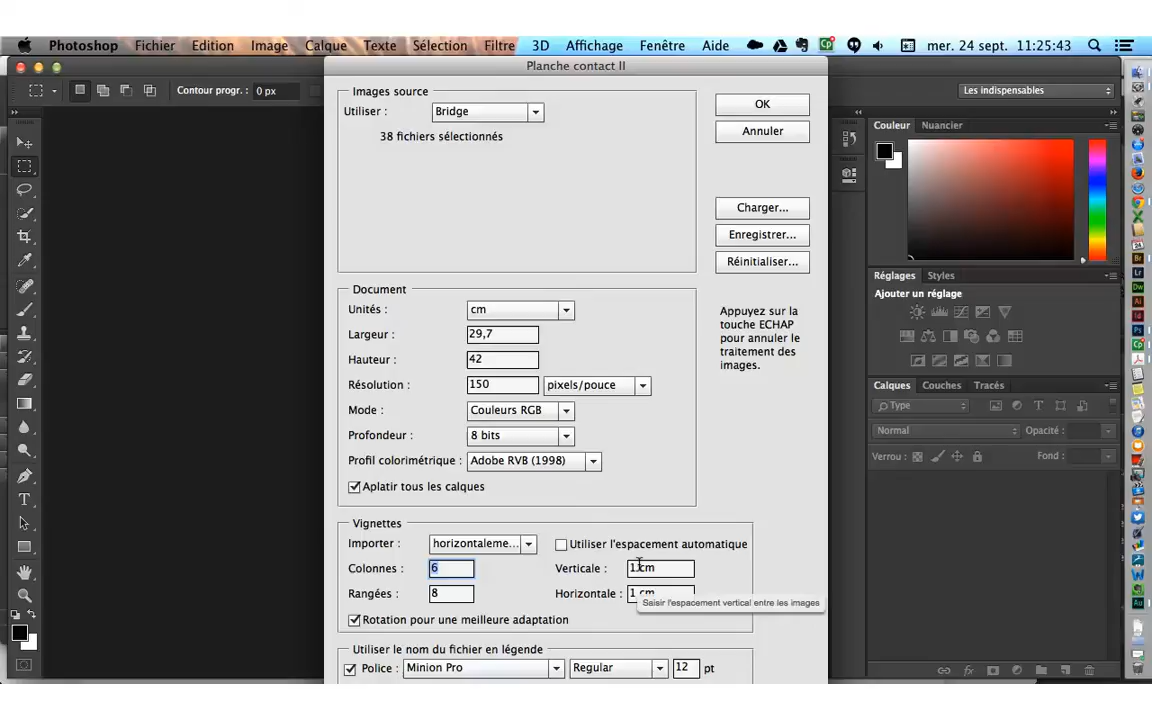 Photoshop Fichier Edition Image Calque Texte Sélection Filtre 3D Affichage Fenêtre Aide mer. 24 sept. 11:25:43
Planche contact II
Contour progr. : 0 px
Les indispensables
Images source
Utiliser : Bridge
38 fichiers sélectionnés
OK
Annuler
Charger...
Enregistrer...
Réinitialiser...
Appuyez sur la
touche ECHAP
pour annuler le
traitement des
images.
Document
Unités : cm
Largeur : 29,7
Hauteur : 42
Résolution : 150 pixels/pouce
Mode : Couleurs RGB
Profondeur : 8 bits
Profil colorimétrique : Adobe RVB (1998)
Aplatir tous les calques
Vignettes
Importer : horizontaleme...
Utiliser l'espacement automatique
Colonnes : 6
Verticale : 1 cm
Rangées : 8
Horizontale : 1 cm
Saisir l'espacement vertical entre les images
Rotation pour une meilleure adaptation
Utiliser le nom du fichier en légende
Police : Minion Pro Regular 12 pt
Couleur Nuancier
Réglages Styles
Ajouter un réglage
Calques Couches Tracés
Type
Normal Opacité :
Verrou : Fond :